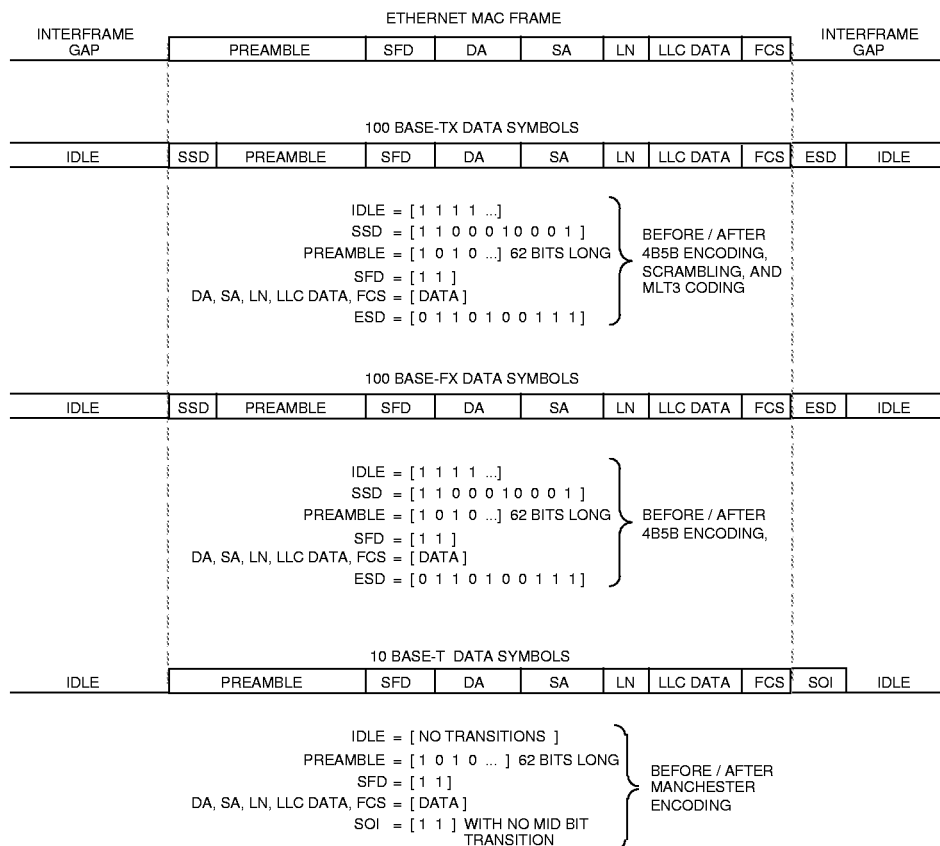 ETHERNET MAC FRAME
INTERFRAME GAP PREAMBLE SFD DA SA LN LLC DATA FCS INTERFRAME GAP
100 BASE-TX DATA SYMBOLS
IDLE SSD PREAMBLE SFD DA SA LN LLC DATA FCS ESD IDLE
IDLE = [ 1 1 1 1 ...]
SSD = [ 1 1 0 0 0 1 0 0 0 1 ]
PREAMBLE = [ 1 0 1 0 ...] 62 BITS LONG
SFD = [ 1 1 ]
DA, SA, LN, LLC DATA, FCS = [ DATA ]
ESD = [ 0 1 1 0 1 0 0 1 1 1 ]
BEFORE / AFTER
4B5B ENCODING,
SCRAMBLING, AND
MLT3 CODING
100 BASE-FX DATA SYMBOLS
IDLE SSD PREAMBLE SFD DA SA LN LLC DATA FCS ESD IDLE
IDLE = [ 1 1 1 1 ...]
SSD = [ 1 1 0 0 0 1 0 0 0 1 ]
PREAMBLE = [ 1 0 1 0 ...] 62 BITS LONG
SFD = [ 1 1 ]
DA, SA, LN, LLC DATA, FCS = [ DATA ]
ESD = [ 0 1 1 0 1 0 0 1 1 1 ]
BEFORE / AFTER
4B5B ENCODING,
10 BASE-T DATA SYMBOLS
IDLE PREAMBLE SFD DA SA LN LLC DATA FCS SOI IDLE
IDLE = [ NO TRANSITIONS ]
PREAMBLE = [ 1 0 1 0 ... ] 62 BITS LONG
SFD = [ 1 1 ]
DA, SA, LN, LLC DATA, FCS = [ DATA ]
SOI = [ 1 1 ] WITH NO MID BIT
TRANSITION
BEFORE / AFTER
MANCHESTER
ENCODING